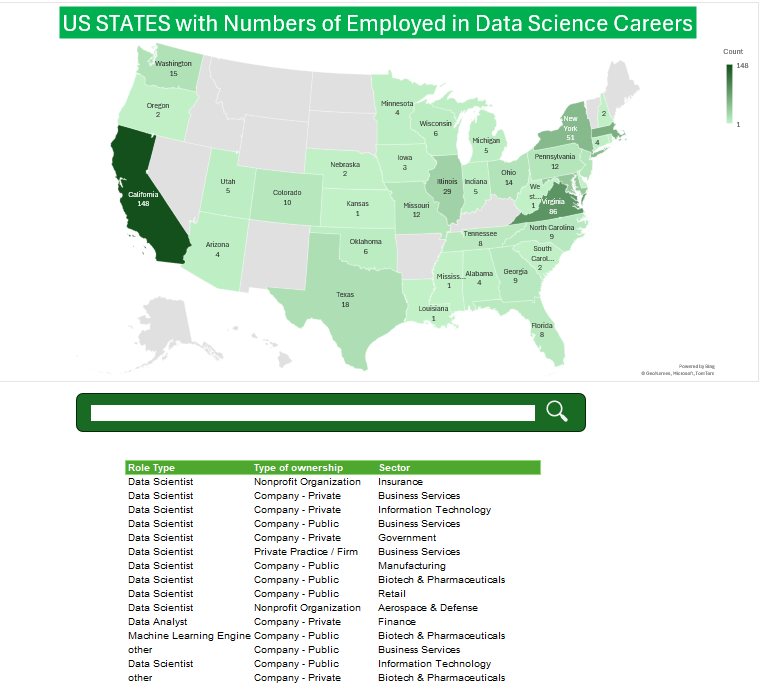 US STATES with Numbers of Employed in Data Science Careers
Count
148
1
Washington
15
Oregon
2
California
148
Utah
5
Arizona
4
Colorado
10
Nebraska
2
Kansas
1
Oklahoma
6
Texas
18
Minnesota
4
Iowa
3
Missouri
12
Louisiana
1
Wisconsin
6
Illinois
29
Michigan
5
Indiana
5
Ohio
14
Tennessee
8
Mississ...
1
Alabama
4
Georgia
9
Florida
8
South
Carol...
2
North Carolina
9
We
st...
1
Virginia
86
Pennsylvania
12
New
York
51
2
4
Powered by Bing
© GeoNames, Microsoft, TomTom
Role Type Type of ownership Sector
Data Scientist Nonprofit Organization Insurance
Data Scientist Company - Private Business Services
Data Scientist Company - Private Information Technology
Data Scientist Company - Public Business Services
Data Scientist Company - Private Government
Data Scientist Private Practice / Firm Business Services
Data Scientist Company - Public Manufacturing
Data Scientist Company - Public Biotech & Pharmaceuticals
Data Scientist Company - Public Retail
Data Scientist Nonprofit Organization Aerospace & Defense
Data Analyst Company - Private Finance
Machine Learning Engine Company - Public Biotech & Pharmaceuticals
other Company - Public Business Services
Data Scientist Company - Public Information Technology
other Company - Private Biotech & Pharmaceuticals